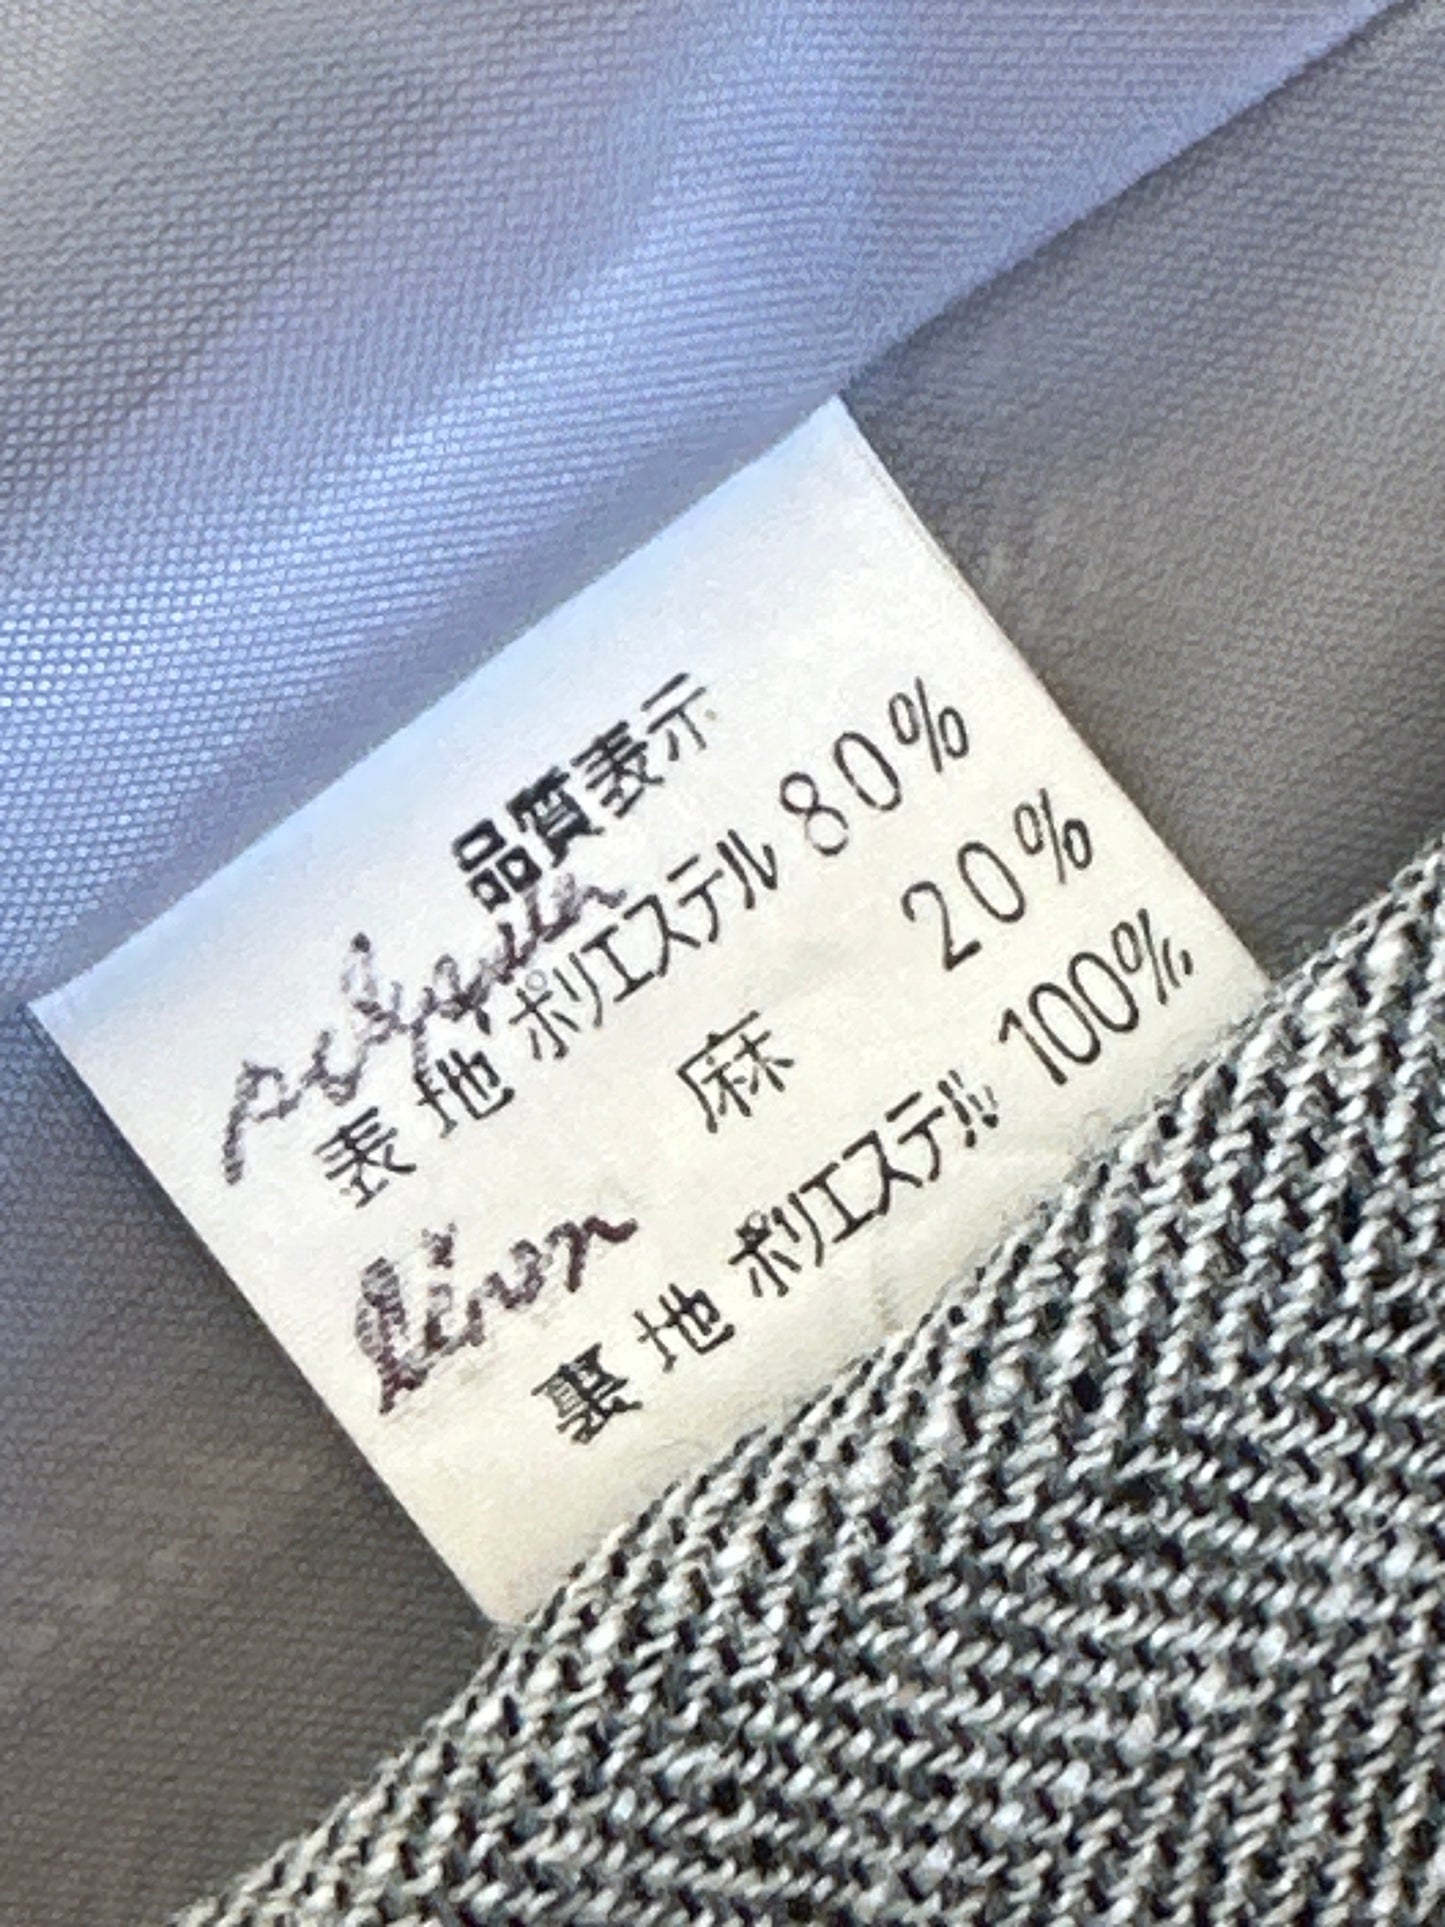 品質表示
polyester
表地 ポリエステル 80%
麻 20%
linen
裏地 ポリエステル 100%